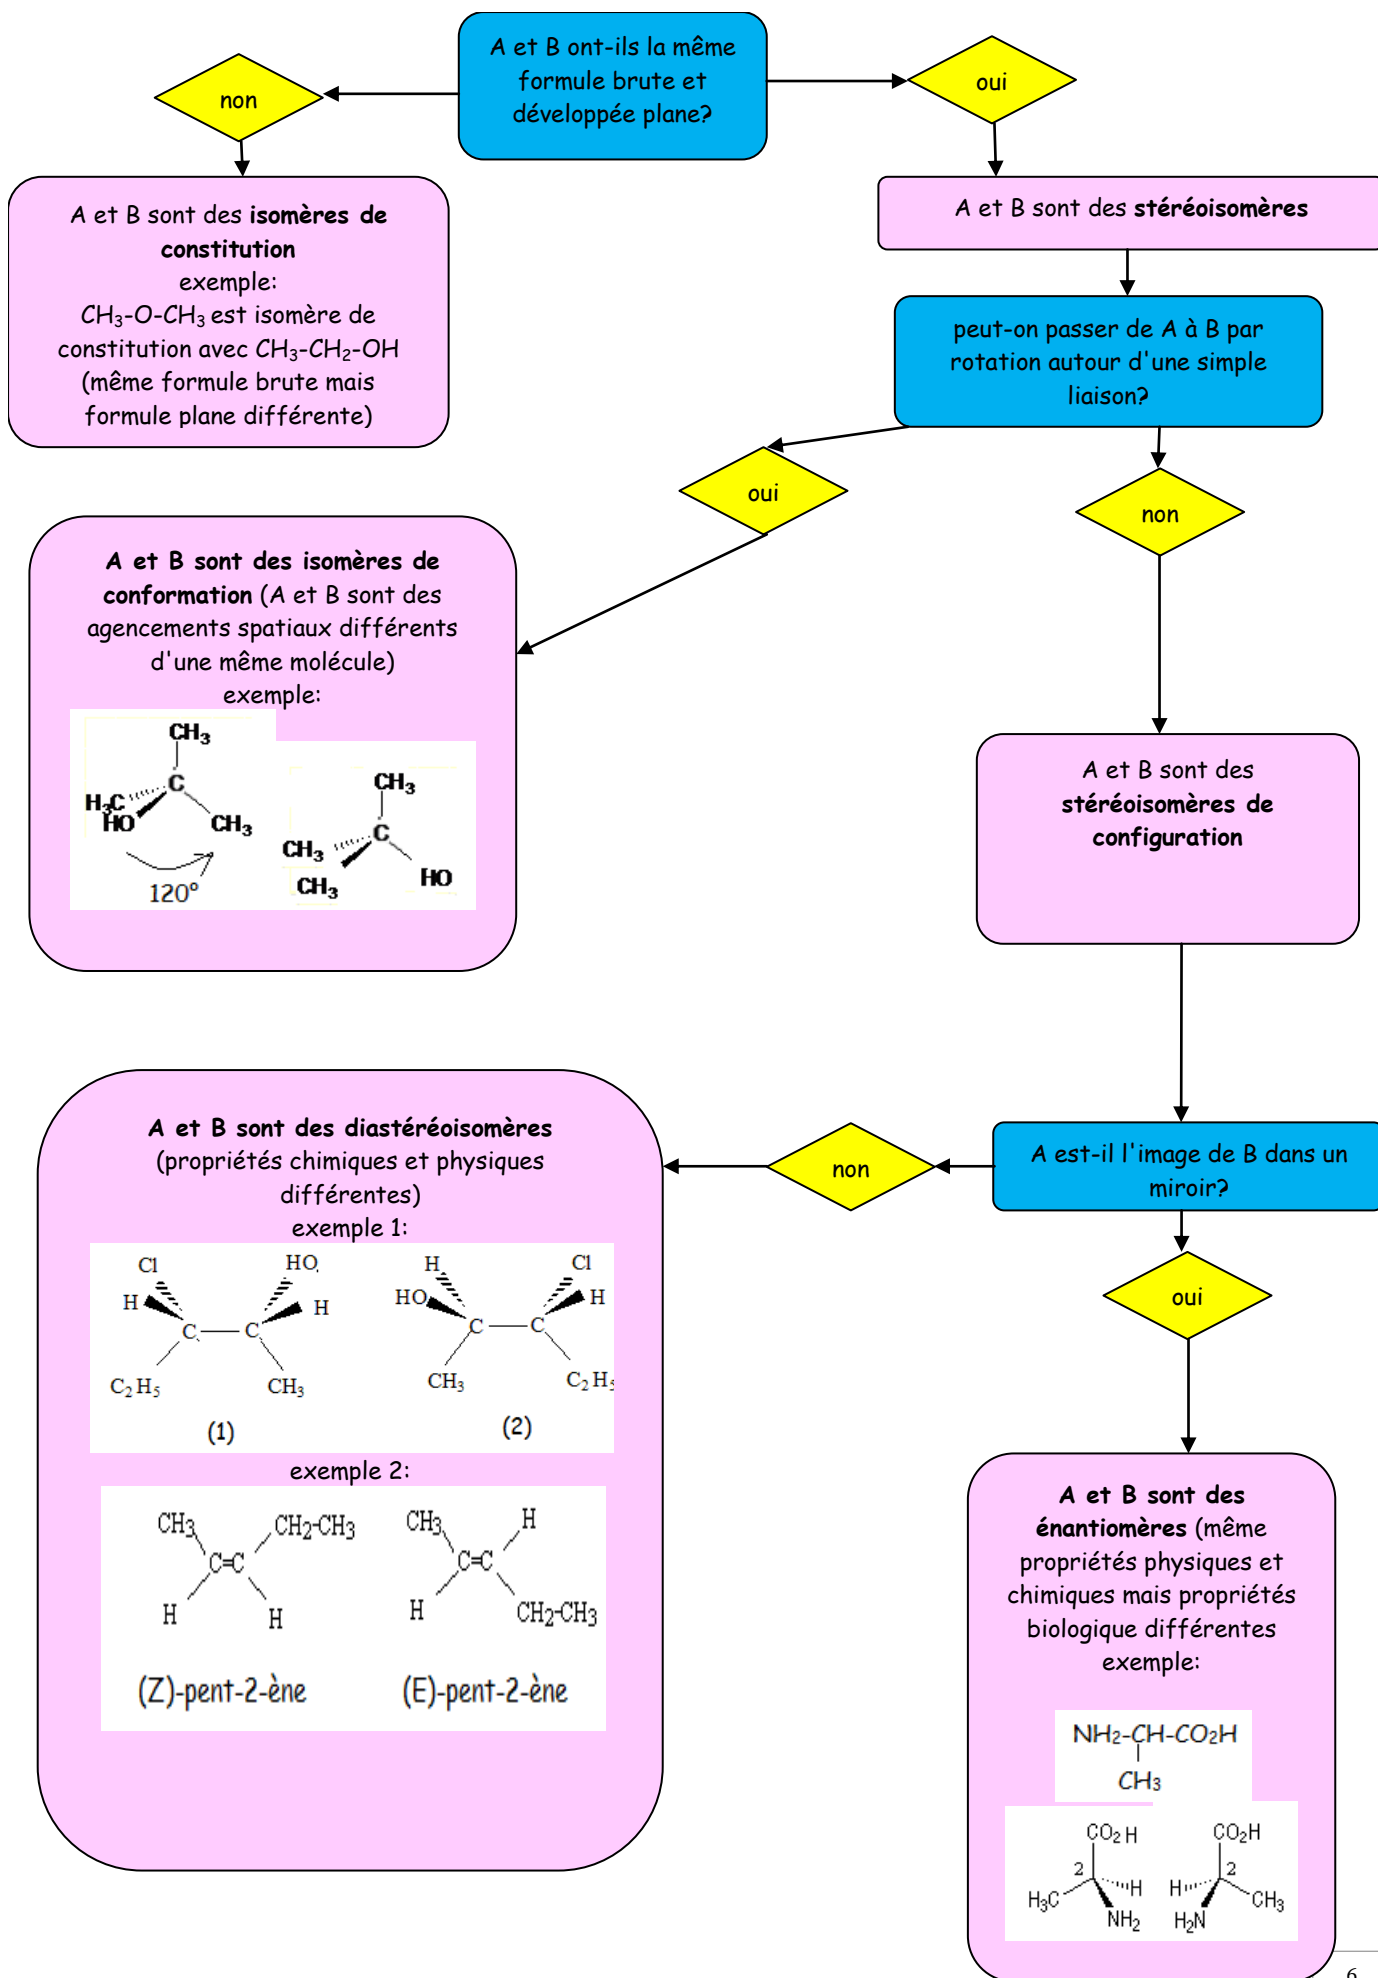 A et B ont-ils la même
formule brute et
développée plane?
non
oui
A et B sont des isomères de
constitution
exemple:
CH₃-O-CH₃ est isomère de
constitution avec CH₃-CH₂-OH
(même formule brute mais
formule plane différente)
A et B sont des stéréoisomères
peut-on passer de A à B par
rotation autour d'une simple
liaison?
oui
non
A et B sont des isomères de
conformation (A et B sont des
agencements spatiaux différents
d'une même molécule)
exemple:
CH₃
C
H₃C
HO
CH₃
120°
CH₃
C
CH₃
CH₃
HO
A et B sont des
stéréoisomères de
configuration
A est-il l'image de B dans un
miroir?
non
oui
A et B sont des diastéréoisomères
(propriétés chimiques et physiques
différentes)
exemple 1:
Cl
HO
H
H
C
C
C₂H₅
CH₃
(1)
H
Cl
HO
H
C
C
CH₃
C₂H₅
(2)
exemple 2:
CH₃
CH₂-CH₃
C=C
H
H
(Z)-pent-2-ène
CH₃
H
C=C
H
CH₂-CH₃
(E)-pent-2-ène
A et B sont des
énantiomères (même
propriétés physiques et
chimiques mais propriétés
biologique différentes
exemple:
NH₂-CH-CO₂H
CH₃
CO₂H
2
H
H₃C
NH₂
CO₂H
2
H
CH₃
H₂N
6